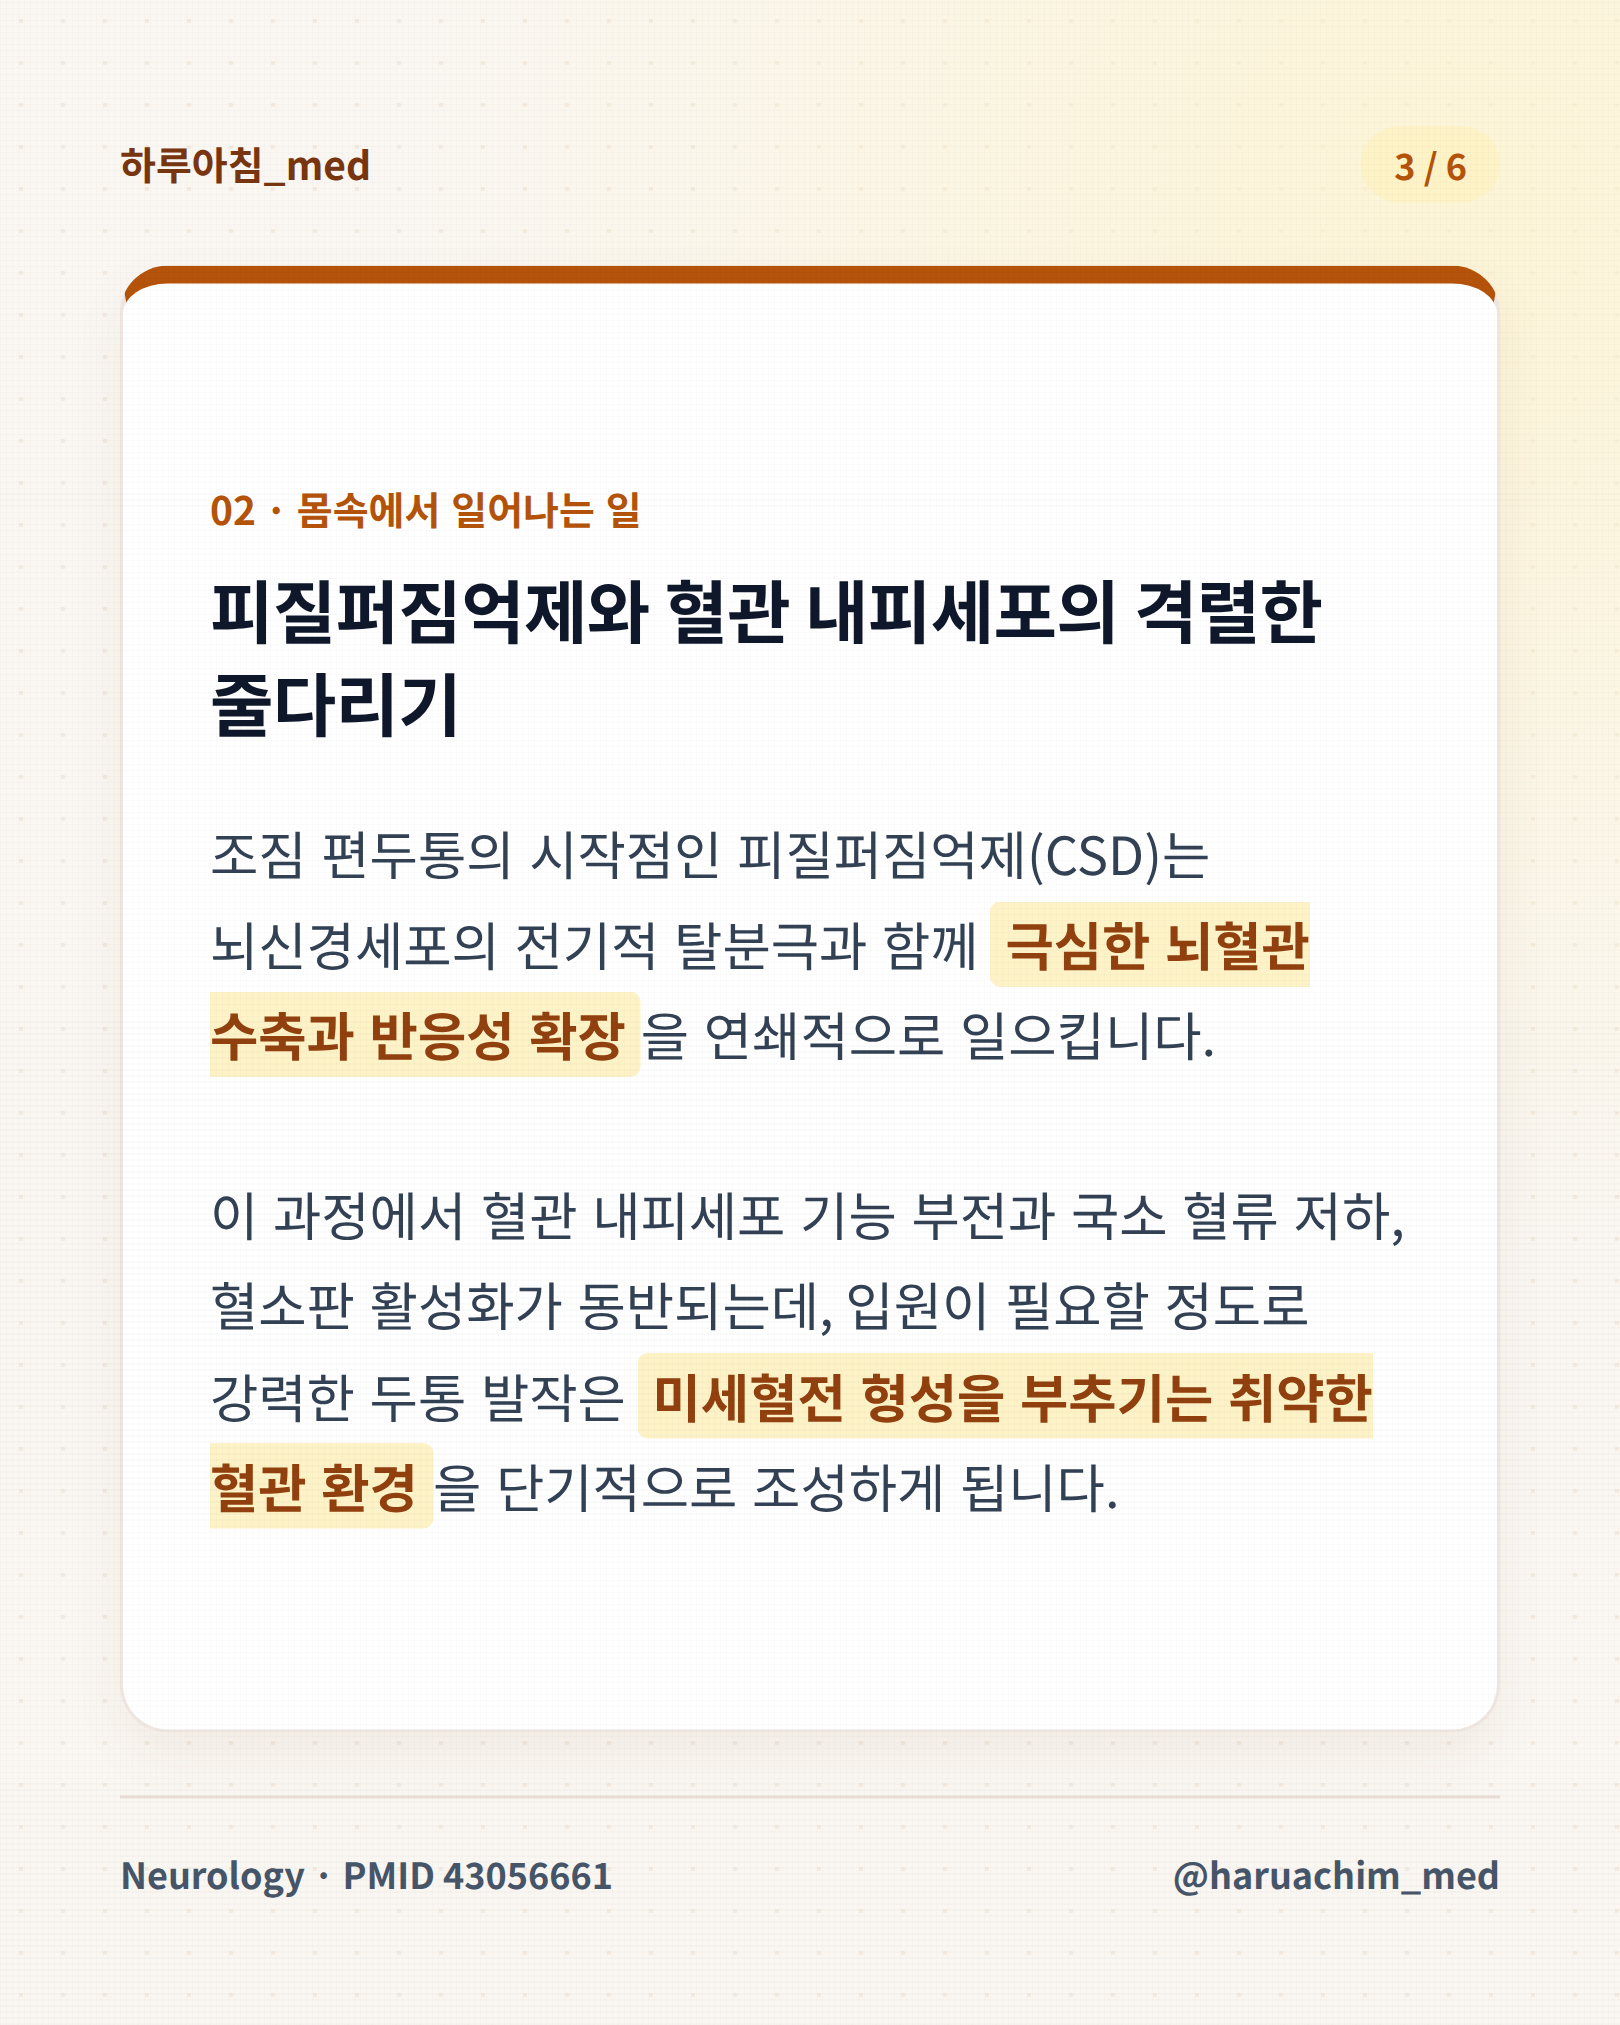 하루아침_med
3 / 6
02 · 몸속에서 일어나는 일
피질퍼짐억제와 혈관 내피세포의 격렬한
줄다리기
조짐 편두통의 시작점인 피질퍼짐억제(CSD)는
뇌신경세포의 전기적 탈분극과 함께 극심한 뇌혈관
수축과 반응성 확장을 연쇄적으로 일으킵니다.
이 과정에서 혈관 내피세포 기능 부전과 국소 혈류 저하,
혈소판 활성화가 동반되는데, 입원이 필요할 정도로
강력한 두통 발작은 미세혈전 형성을 부추기는 취약한
혈관 환경을 단기적으로 조성하게 됩니다.
Neurology · PMID 43056661
@haruachim_med